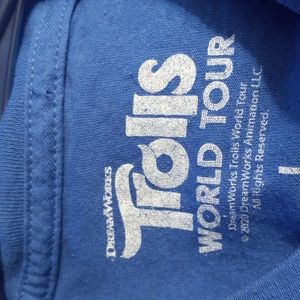 DREAMWORKS
Trolls
WORLD TOUR
DreamWorks Trolls World Tour
© 2020 DreamWorks Animation LLC.
All Rights Reserved.